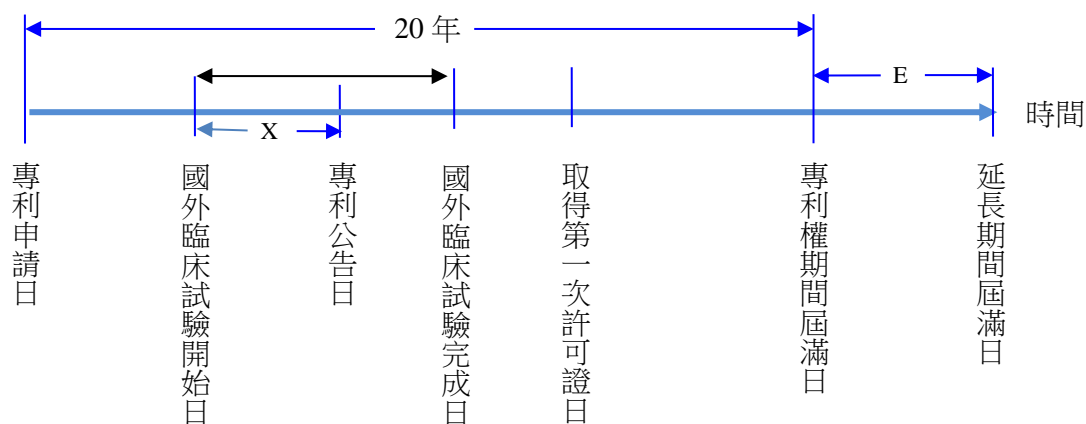 20 年
E
X
時間
專利申請日
國外臨床試驗開始日
專利公告日
國外臨床試驗完成日
取得第一次許可證日
專利權期間屆滿日
延長期間屆滿日